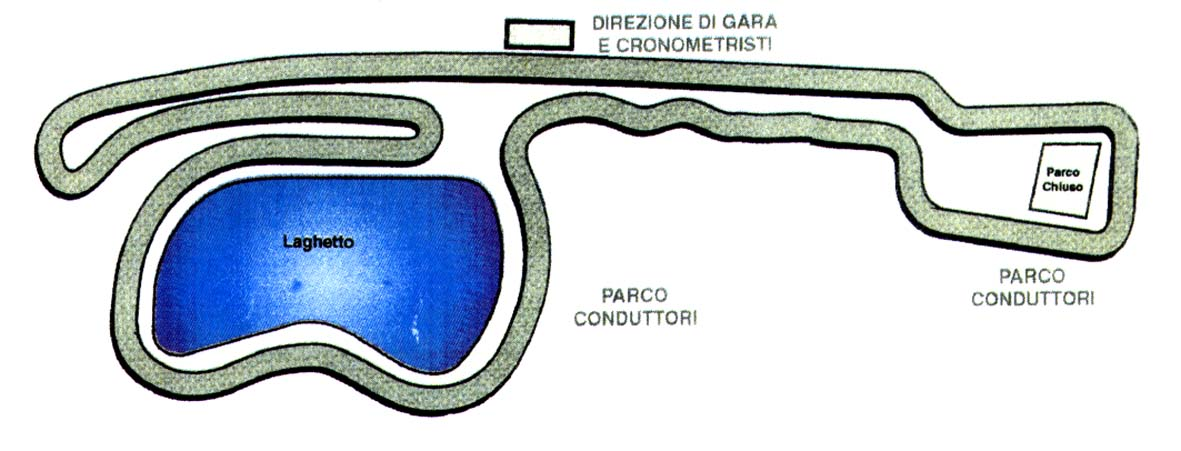 DIREZIONE DI GARA
E CRONOMETRISTI
Parco
Chiuso
Laghetto
PARCO
CONDUTTORI
PARCO
CONDUTTORI